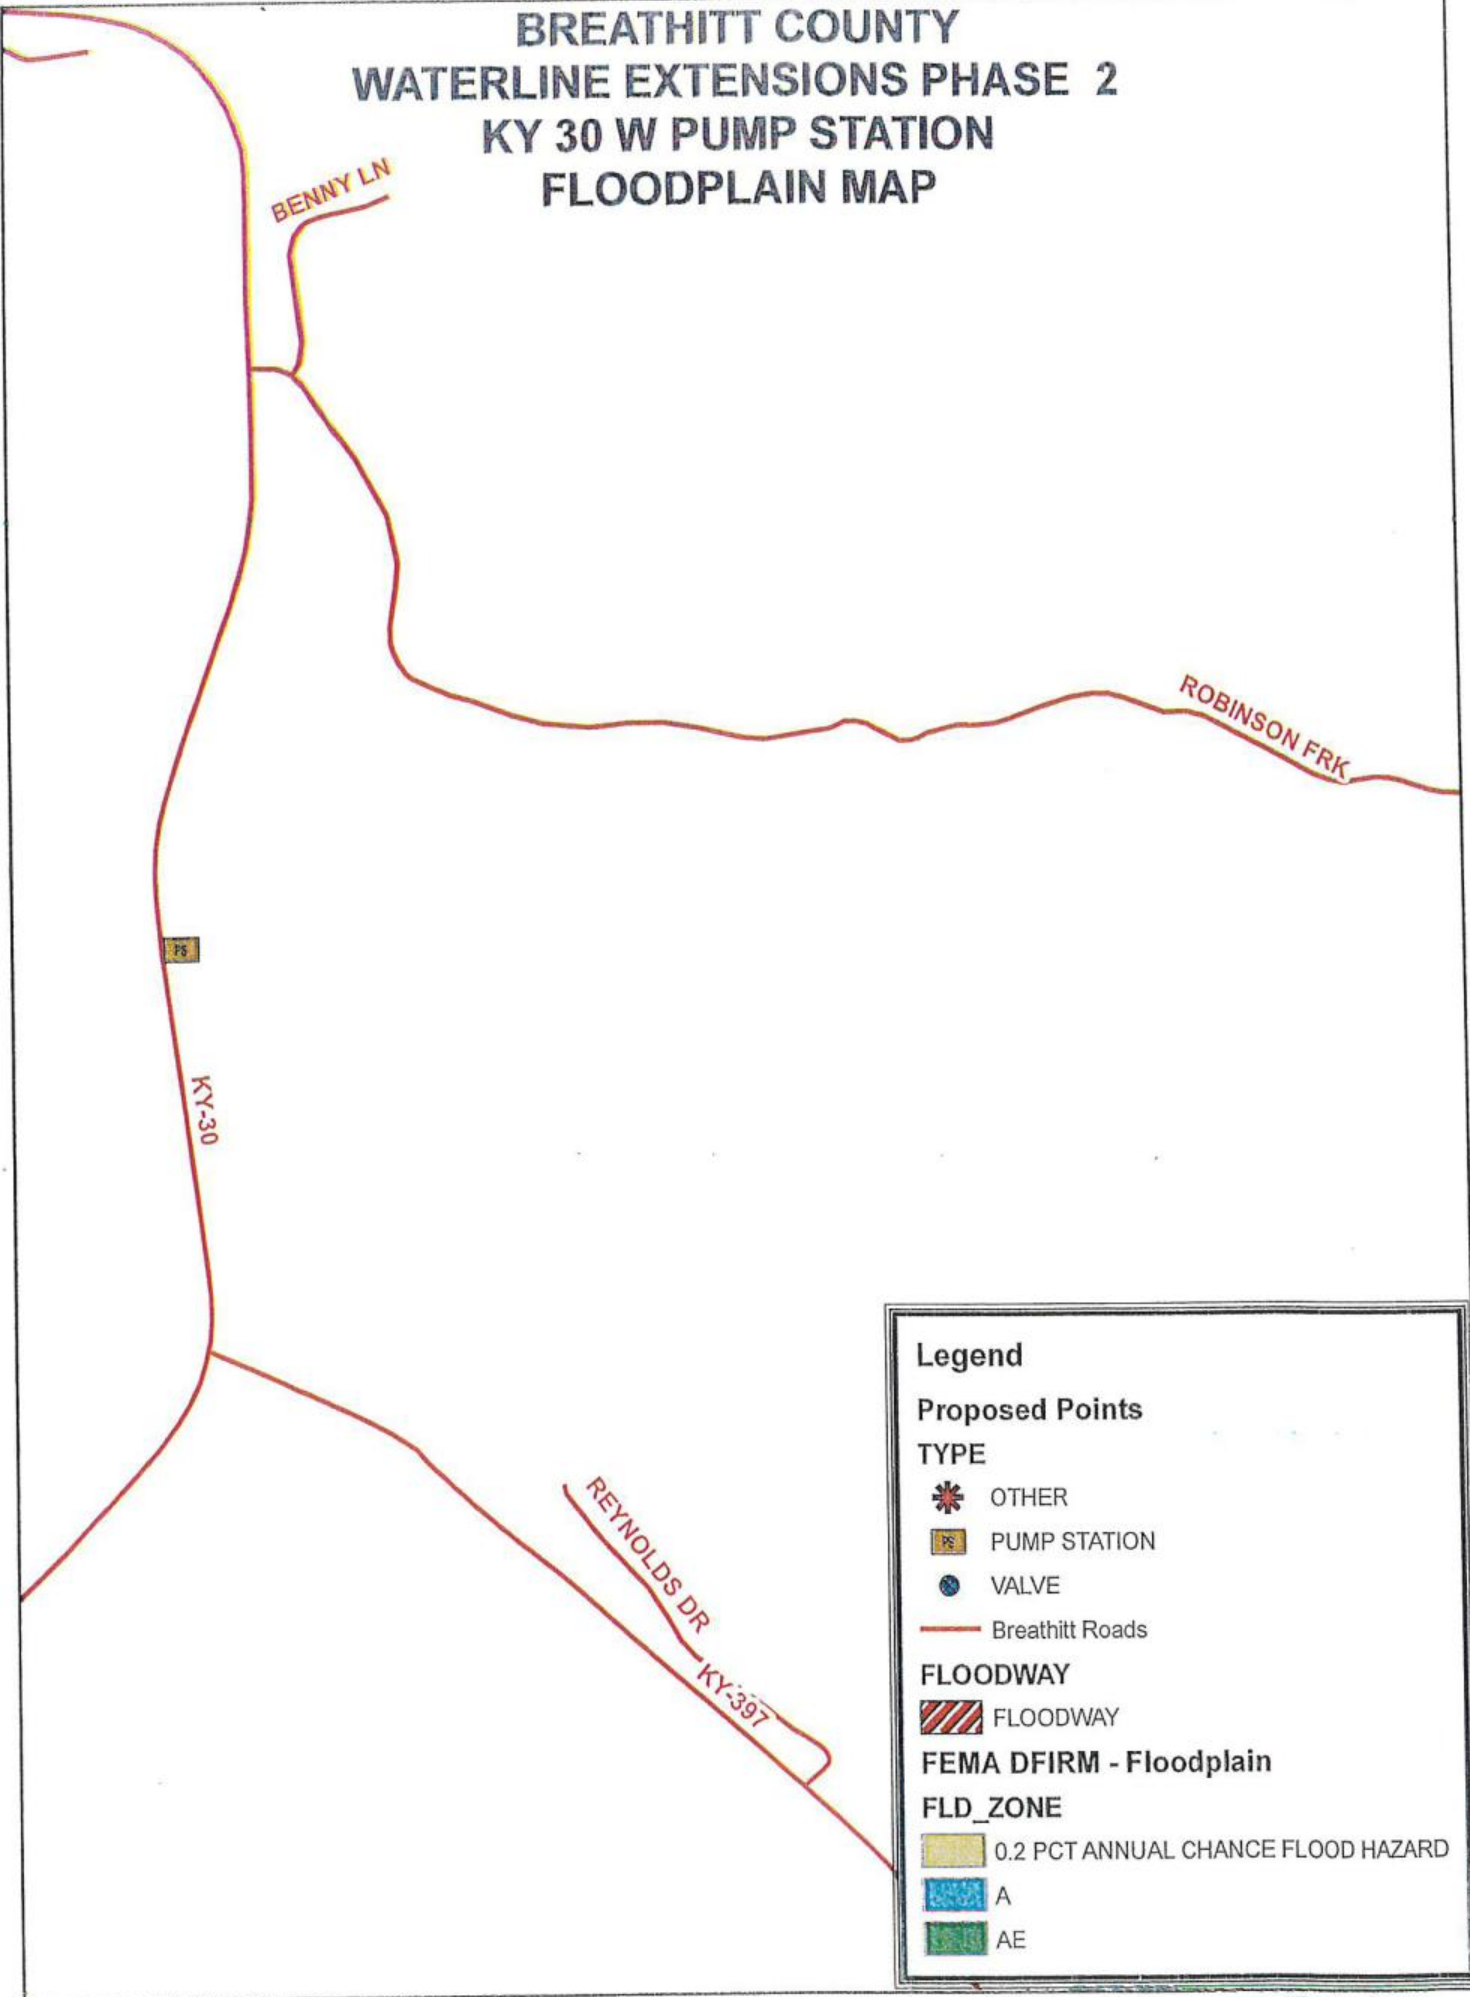 BREATHITT COUNTY
WATERLINE EXTENSIONS PHASE 2
KY 30 W PUMP STATION
FLOODPLAIN MAP
BENNY LN
ROBINSON FRK
PS
KY-30
REYNOLDS DR
KY-397
Legend
Proposed Points
TYPE
OTHER
PS PUMP STATION
VALVE
Breathitt Roads
FLOODWAY
FLOODWAY
FEMA DFIRM - Floodplain
FLD_ZONE
0.2 PCT ANNUAL CHANCE FLOOD HAZARD
A
AE